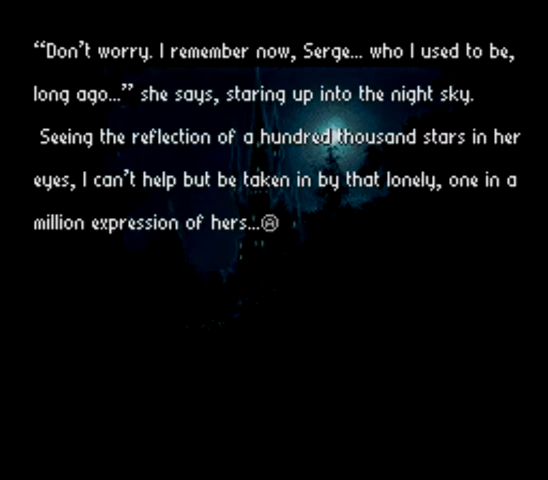 “Don’t worry. I remember now, Serge... who I used to be,
long ago...” she says, staring up into the night sky.
Seeing the reflection of a hundred thousand stars in her
eyes, I can’t help but be taken in by that lonely, one in a
million expression of hers...Ⓐ